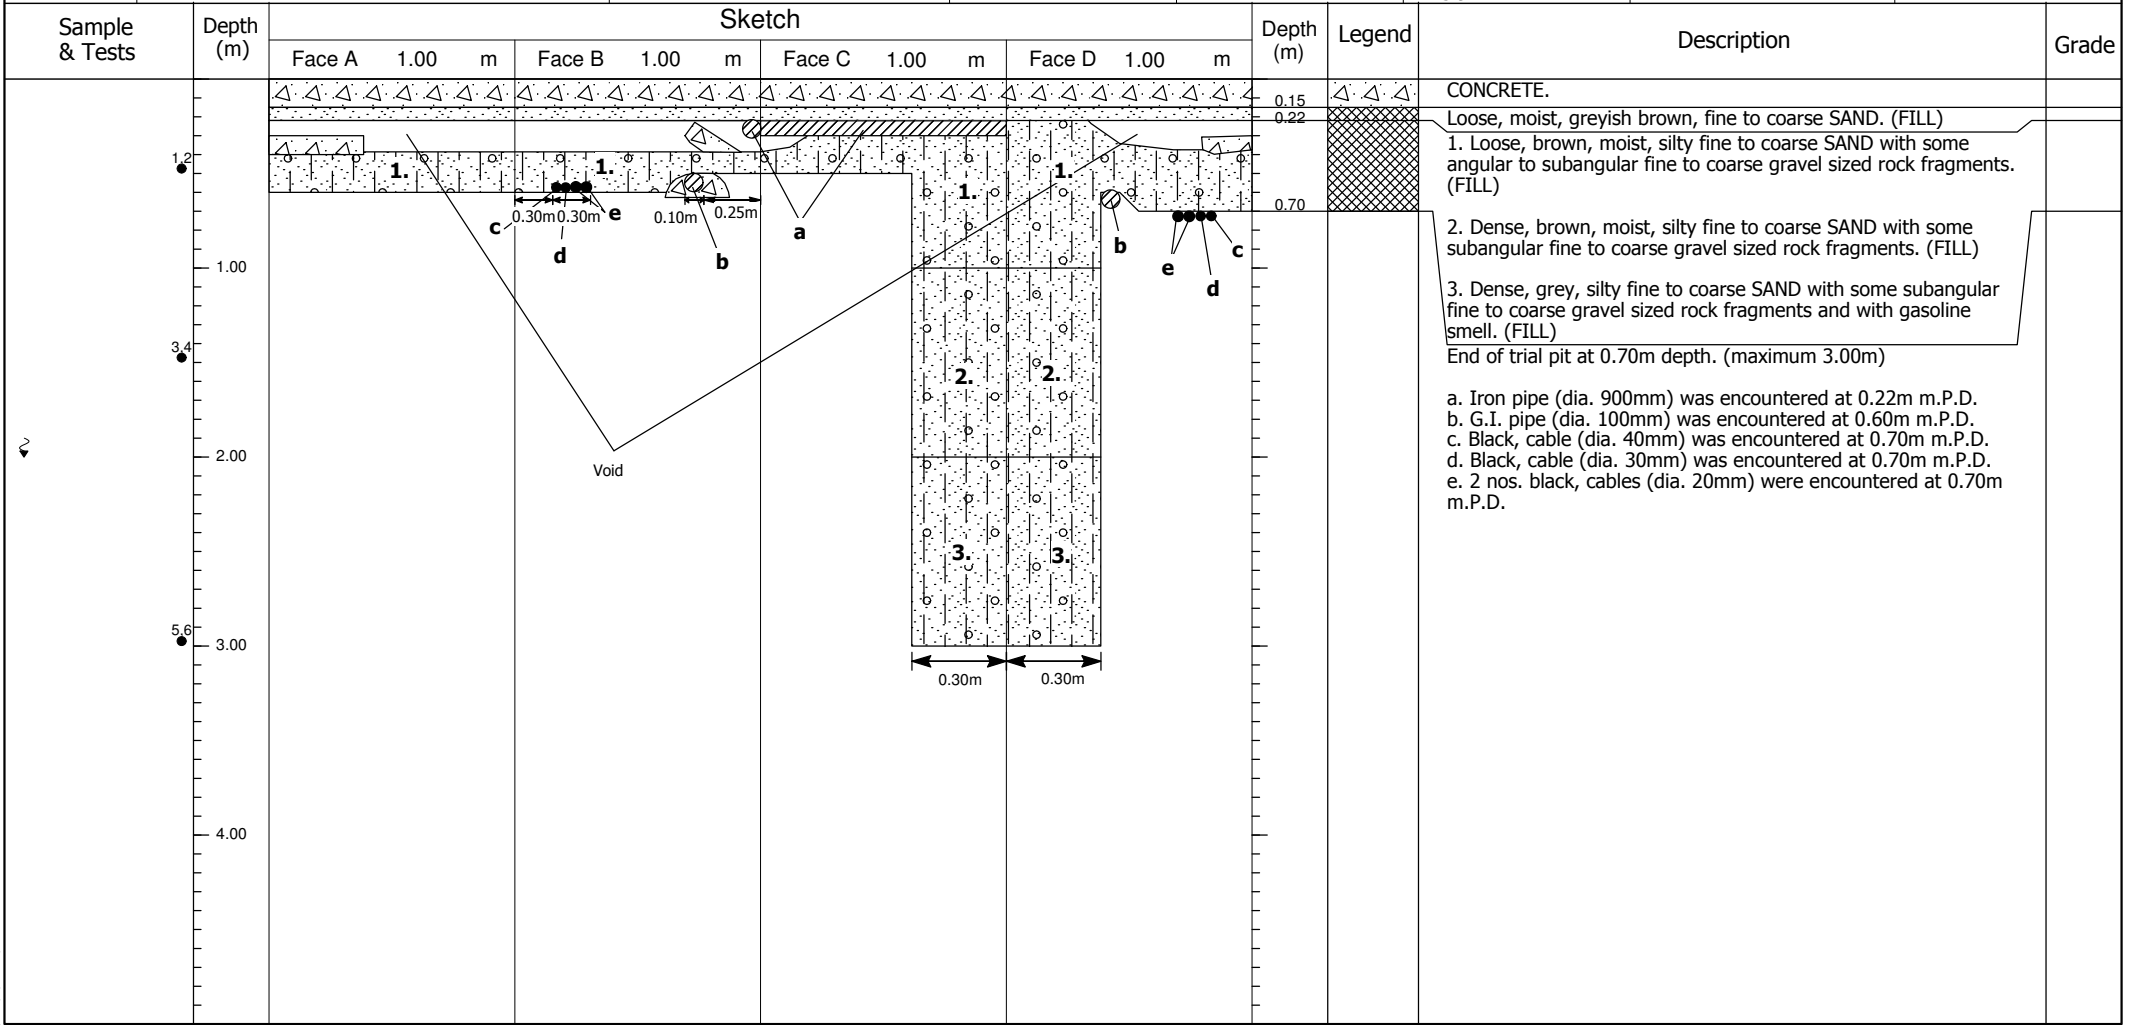 Sample
& Tests
Depth
(m)
Sketch
Face A 1.00 m
Face B 1.00 m
Face C 1.00 m
Face D 1.00 m
Depth
(m)
Legend
Description
Grade
0.15
0.22
0.70
1,2
3,4
5,6
1.00
2.00
3.00
4.00
1.
1.
1.
1.
0.30m
0.30m
0.10m
0.25m
c
d
e
b
a
b
e
c
d
2.
2.
3.
3.
Void
0.30m
0.30m
CONCRETE.
Loose, moist, greyish brown, fine to coarse SAND. (FILL)
1. Loose, brown, moist, silty fine to coarse SAND with some
angular to subangular fine to coarse gravel sized rock fragments.
(FILL)
2. Dense, brown, moist, silty fine to coarse SAND with some
subangular fine to coarse gravel sized rock fragments. (FILL)
3. Dense, grey, silty fine to coarse SAND with some subangular
fine to coarse gravel sized rock fragments and with gasoline
smell. (FILL)
End of trial pit at 0.70m depth. (maximum 3.00m)
a. Iron pipe (dia. 900mm) was encountered at 0.22m m.P.D.
b. G.I. pipe (dia. 100mm) was encountered at 0.60m m.P.D.
c. Black, cable (dia. 40mm) was encountered at 0.70m m.P.D.
d. Black, cable (dia. 30mm) was encountered at 0.70m m.P.D.
e. 2 nos. black, cables (dia. 20mm) were encountered at 0.70m
m.P.D.